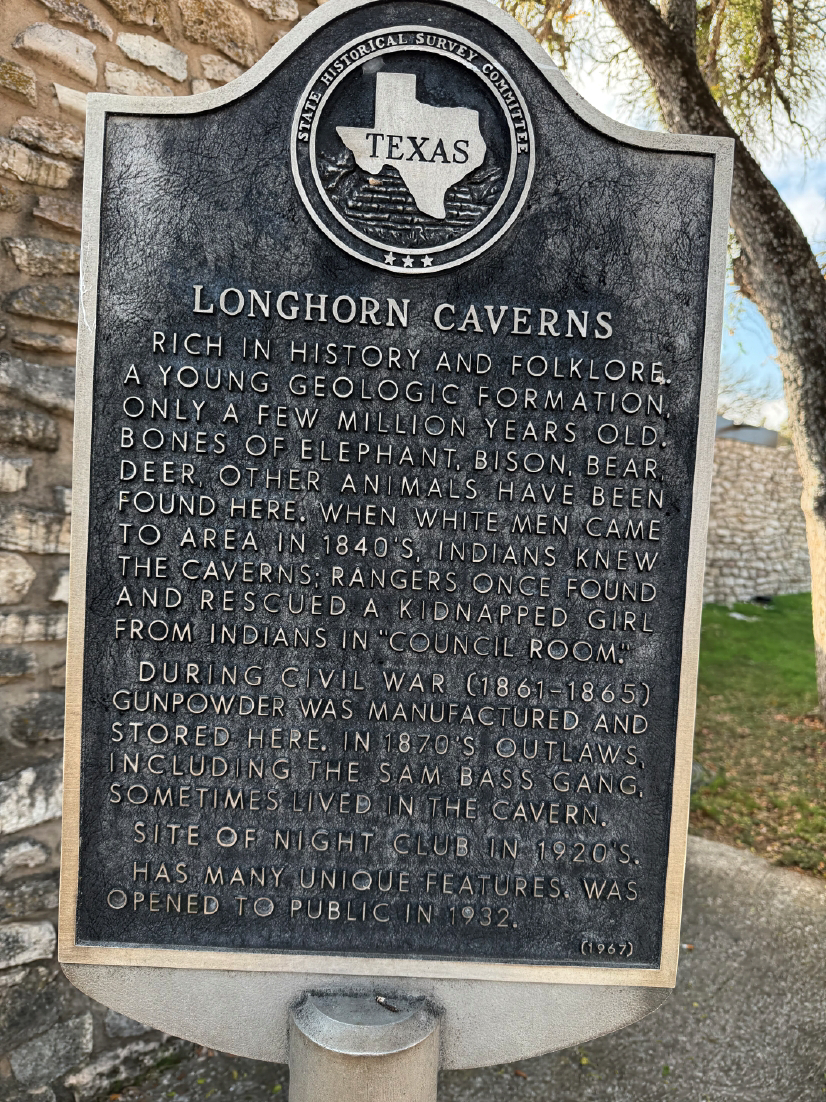 STATE HISTORICAL SURVEY COMMITTEE
TEXAS
LONGHORN CAVERNS
RICH IN HISTORY AND FOLKLORE.
A YOUNG GEOLOGIC FORMATION,
ONLY A FEW MILLION YEARS OLD.
BONES OF ELEPHANT, BISON, BEAR,
DEER, OTHER ANIMALS HAVE BEEN
FOUND HERE. WHEN WHITE MEN CAME
TO AREA IN 1840'S, INDIANS KNEW
THE CAVERNS; RANGERS ONCE FOUND
AND RESCUED A KIDNAPPED GIRL
FROM INDIANS IN "COUNCIL ROOM."
DURING CIVIL WAR (1861-1865)
GUNPOWDER WAS MANUFACTURED AND
STORED HERE. IN 1870'S OUTLAWS,
INCLUDING THE SAM BASS GANG,
SOMETIMES LIVED IN THE CAVERN.
SITE OF NIGHT CLUB IN 1920'S.
HAS MANY UNIQUE FEATURES. WAS
OPENED TO PUBLIC IN 1932.
(1967)